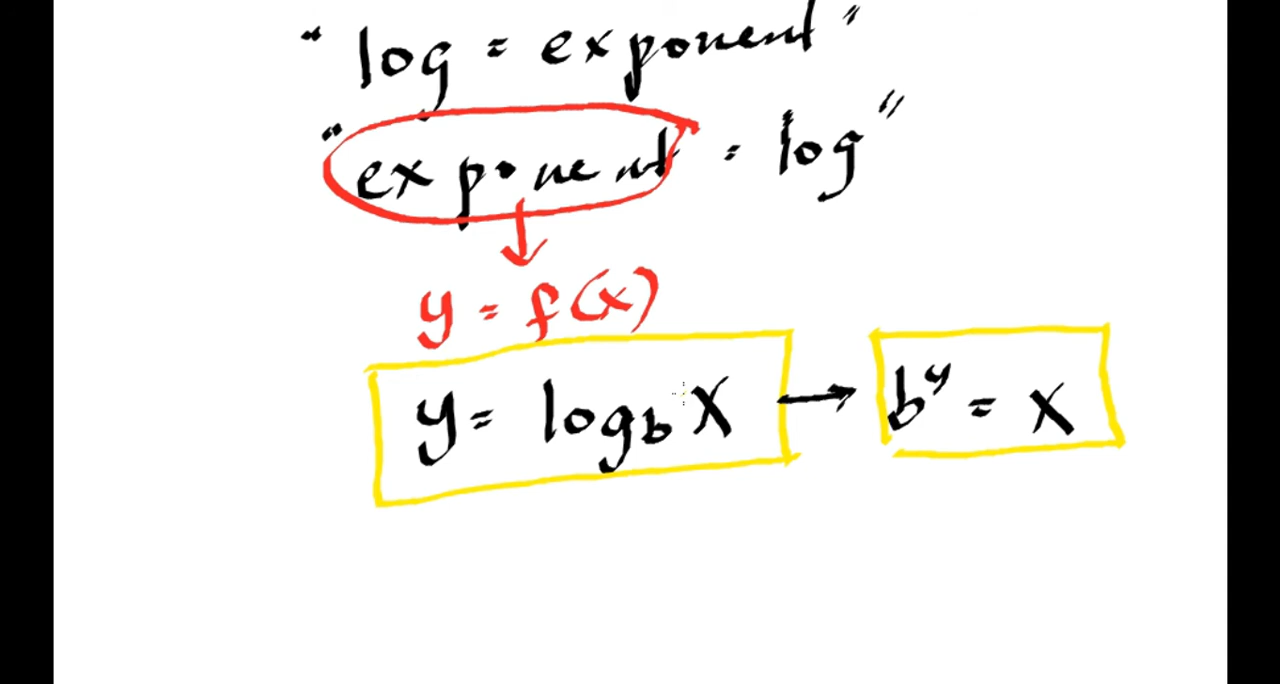 "log = exponent"
"exponent = log"
y = f(x)
y = log_b x → b^y = x